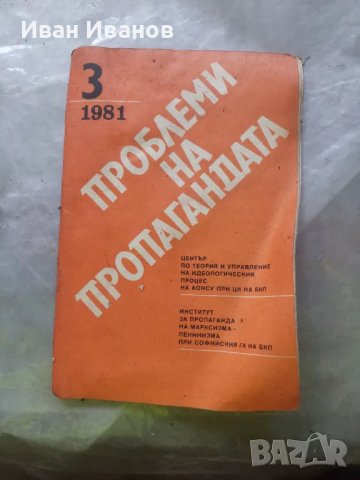 Иван Иванов
3
1981
ПРОБЛЕМИ
НА
ПРОПАГАНДАТА
ЦЕНТЪР
ПО ТЕОРИЯ И УПРАВЛЕНИЕ
НА ИДЕОЛОГИЧЕСКИЯ
ПРОЦЕС
НА АОНСУ ПРИ ЦК НА БКП
ИНСТИТУТ
ЗА ПРОПАГАНДА
НА МАРКСИЗМА-
ЛЕНИНИЗМА
ПРИ СОФИЙСКИЯ ГК НА БКП
BAZAR